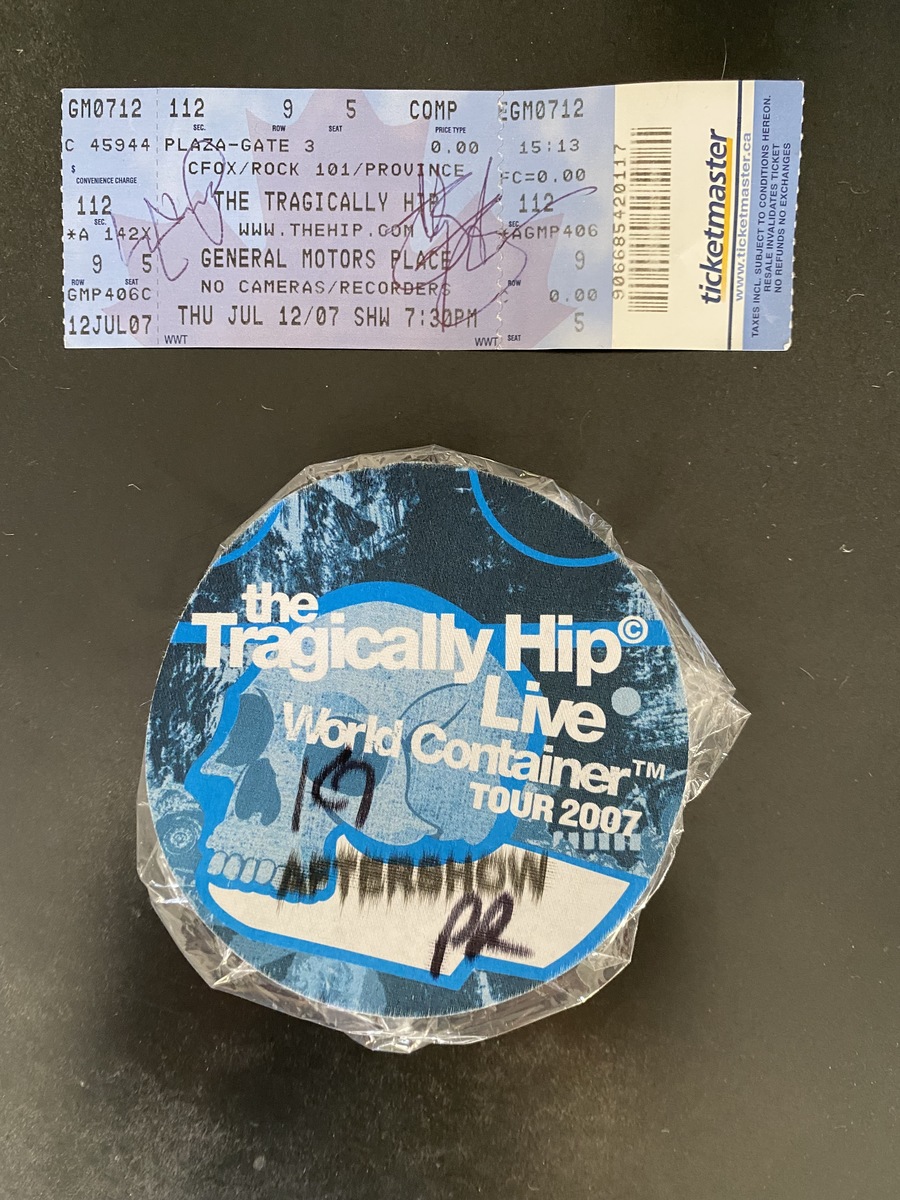 GM0712 112 9 5 COMP EGM0712
SEC. ROW SEAT PRICE TYPE
C 45944 PLAZA-GATE 3 0.00 15:13
$ CFOX/ROCK 101/PROVINCE FC=0.00
CONVENIENCE CHARGE
112 THE TRAGICALLY HIP 112
SEC. SEC.
*A 142X WWW.THEHIP.COM *AGMP406
9 5 GENERAL MOTORS PLACE 9
ROW SEAT ROW
GMP406C NO CAMERAS/RECORDERS 0.00
12JUL07 THU JUL 12/07 SHW 7:30PM 5
WWT WWT SEAT
906685420117
ticketmaster
www.ticketmaster.ca
TAXES INCL. SUBJECT TO CONDITIONS HEREON.
RESALE INVALIDATES TICKET
NO REFUNDS NO EXCHANGES
the
Tragically Hip©
Live
World Container™
TOUR 2007
AFTERSHOW
PR